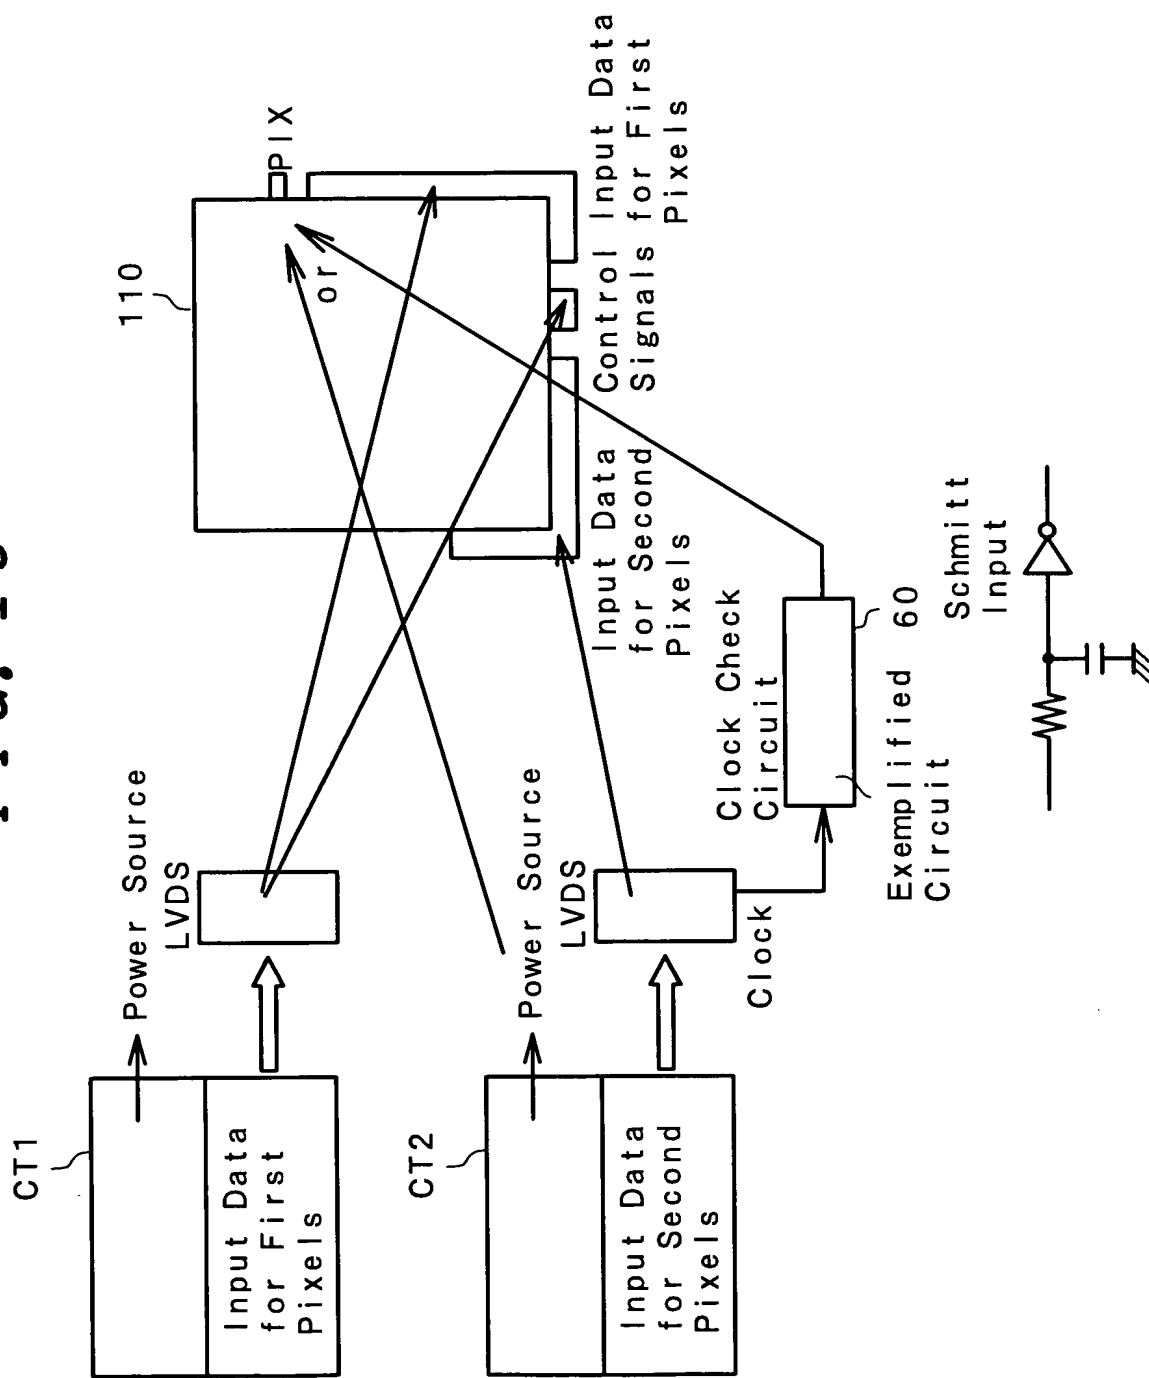 CT1
Input Data
for First
Pixels
Power Source
LVDS
110
or
PIX
CT2
Input Data
for Second
Pixels
Power Source
LVDS
Clock
Input Data
for Second
Pixels
Control
Signals
Input Data
for First
Pixels
Clock Check
Circuit
60
Exemplified
Circuit
Schmitt
Input